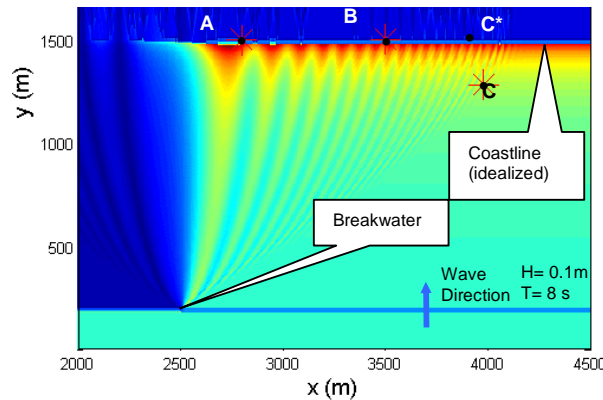 A
B
C*
C
1500
1000
500
y (m)
Coastline
(idealized)
Breakwater
Wave
Direction
H= 0.1m
T= 8 s
2000 2500 3000 3500 4000 4500
x (m)